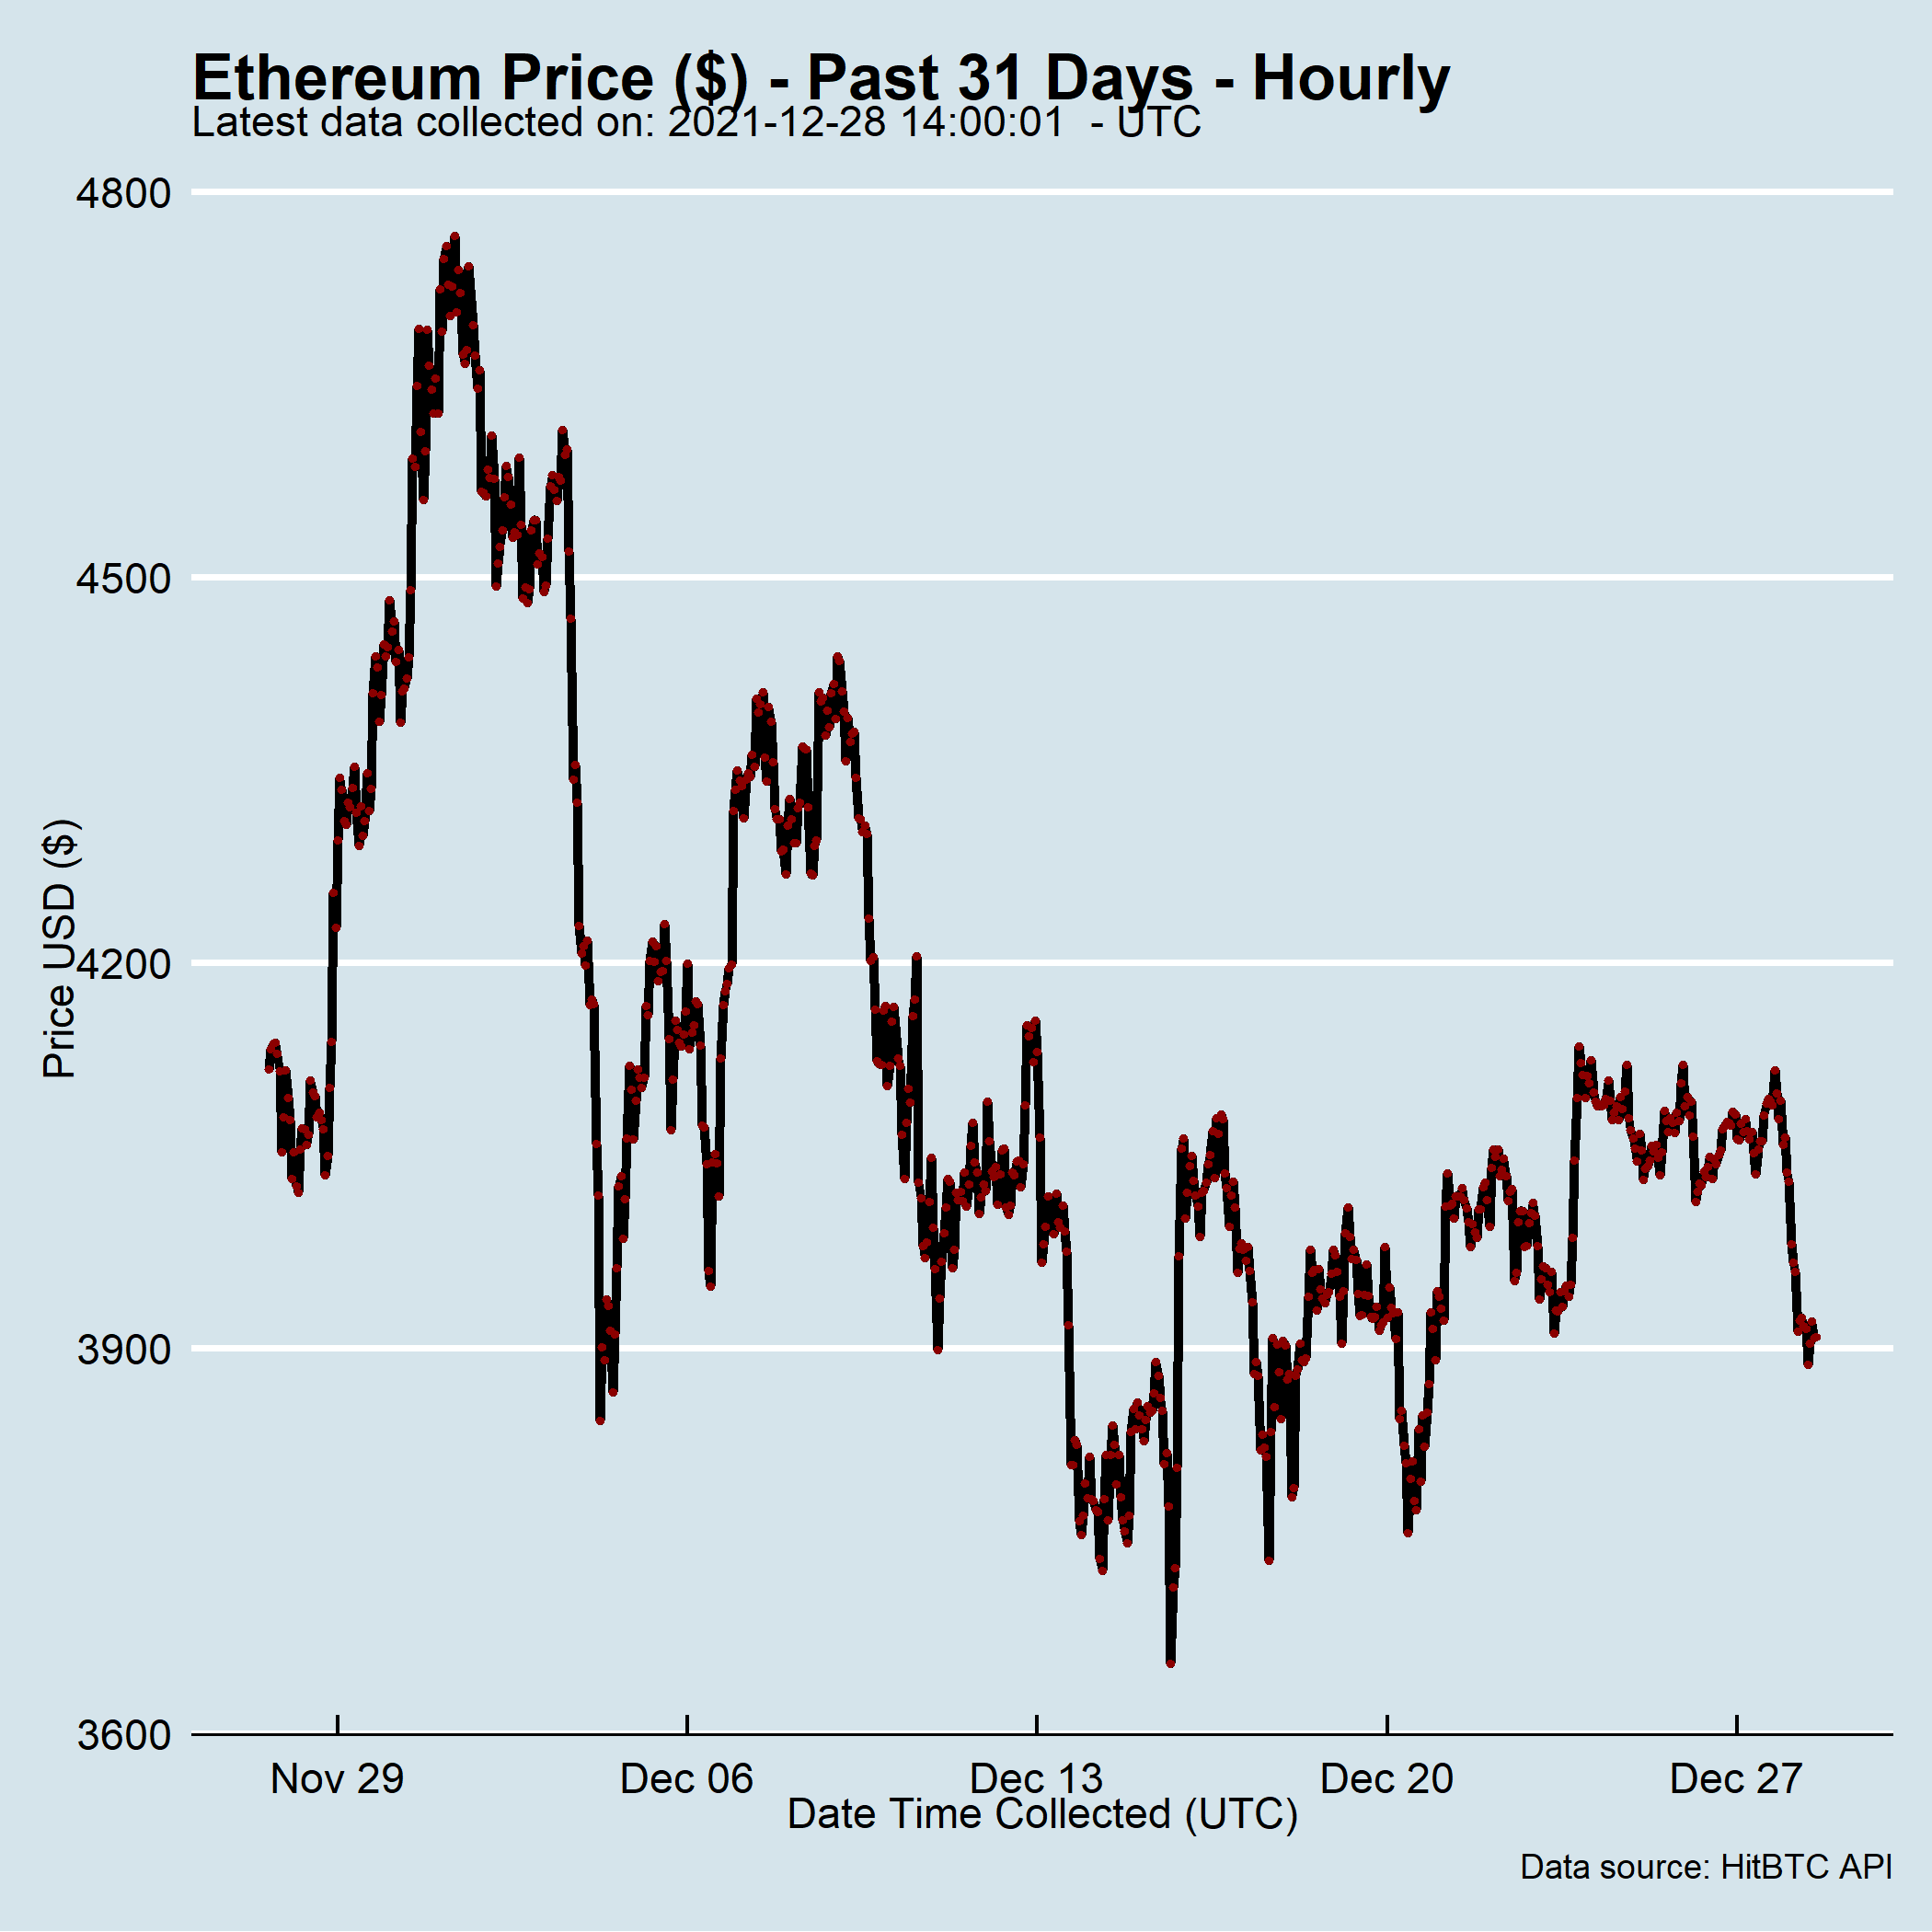 Ethereum Price ($) - Past 31 Days - Hourly
Latest data collected on: 2021-12-28 14:00:01  - UTC
4800
4500
4200
3900
3600
Price USD ($)
Nov 29
Dec 06
Dec 13
Dec 20
Dec 27
Date Time Collected (UTC)
Data source: HitBTC API